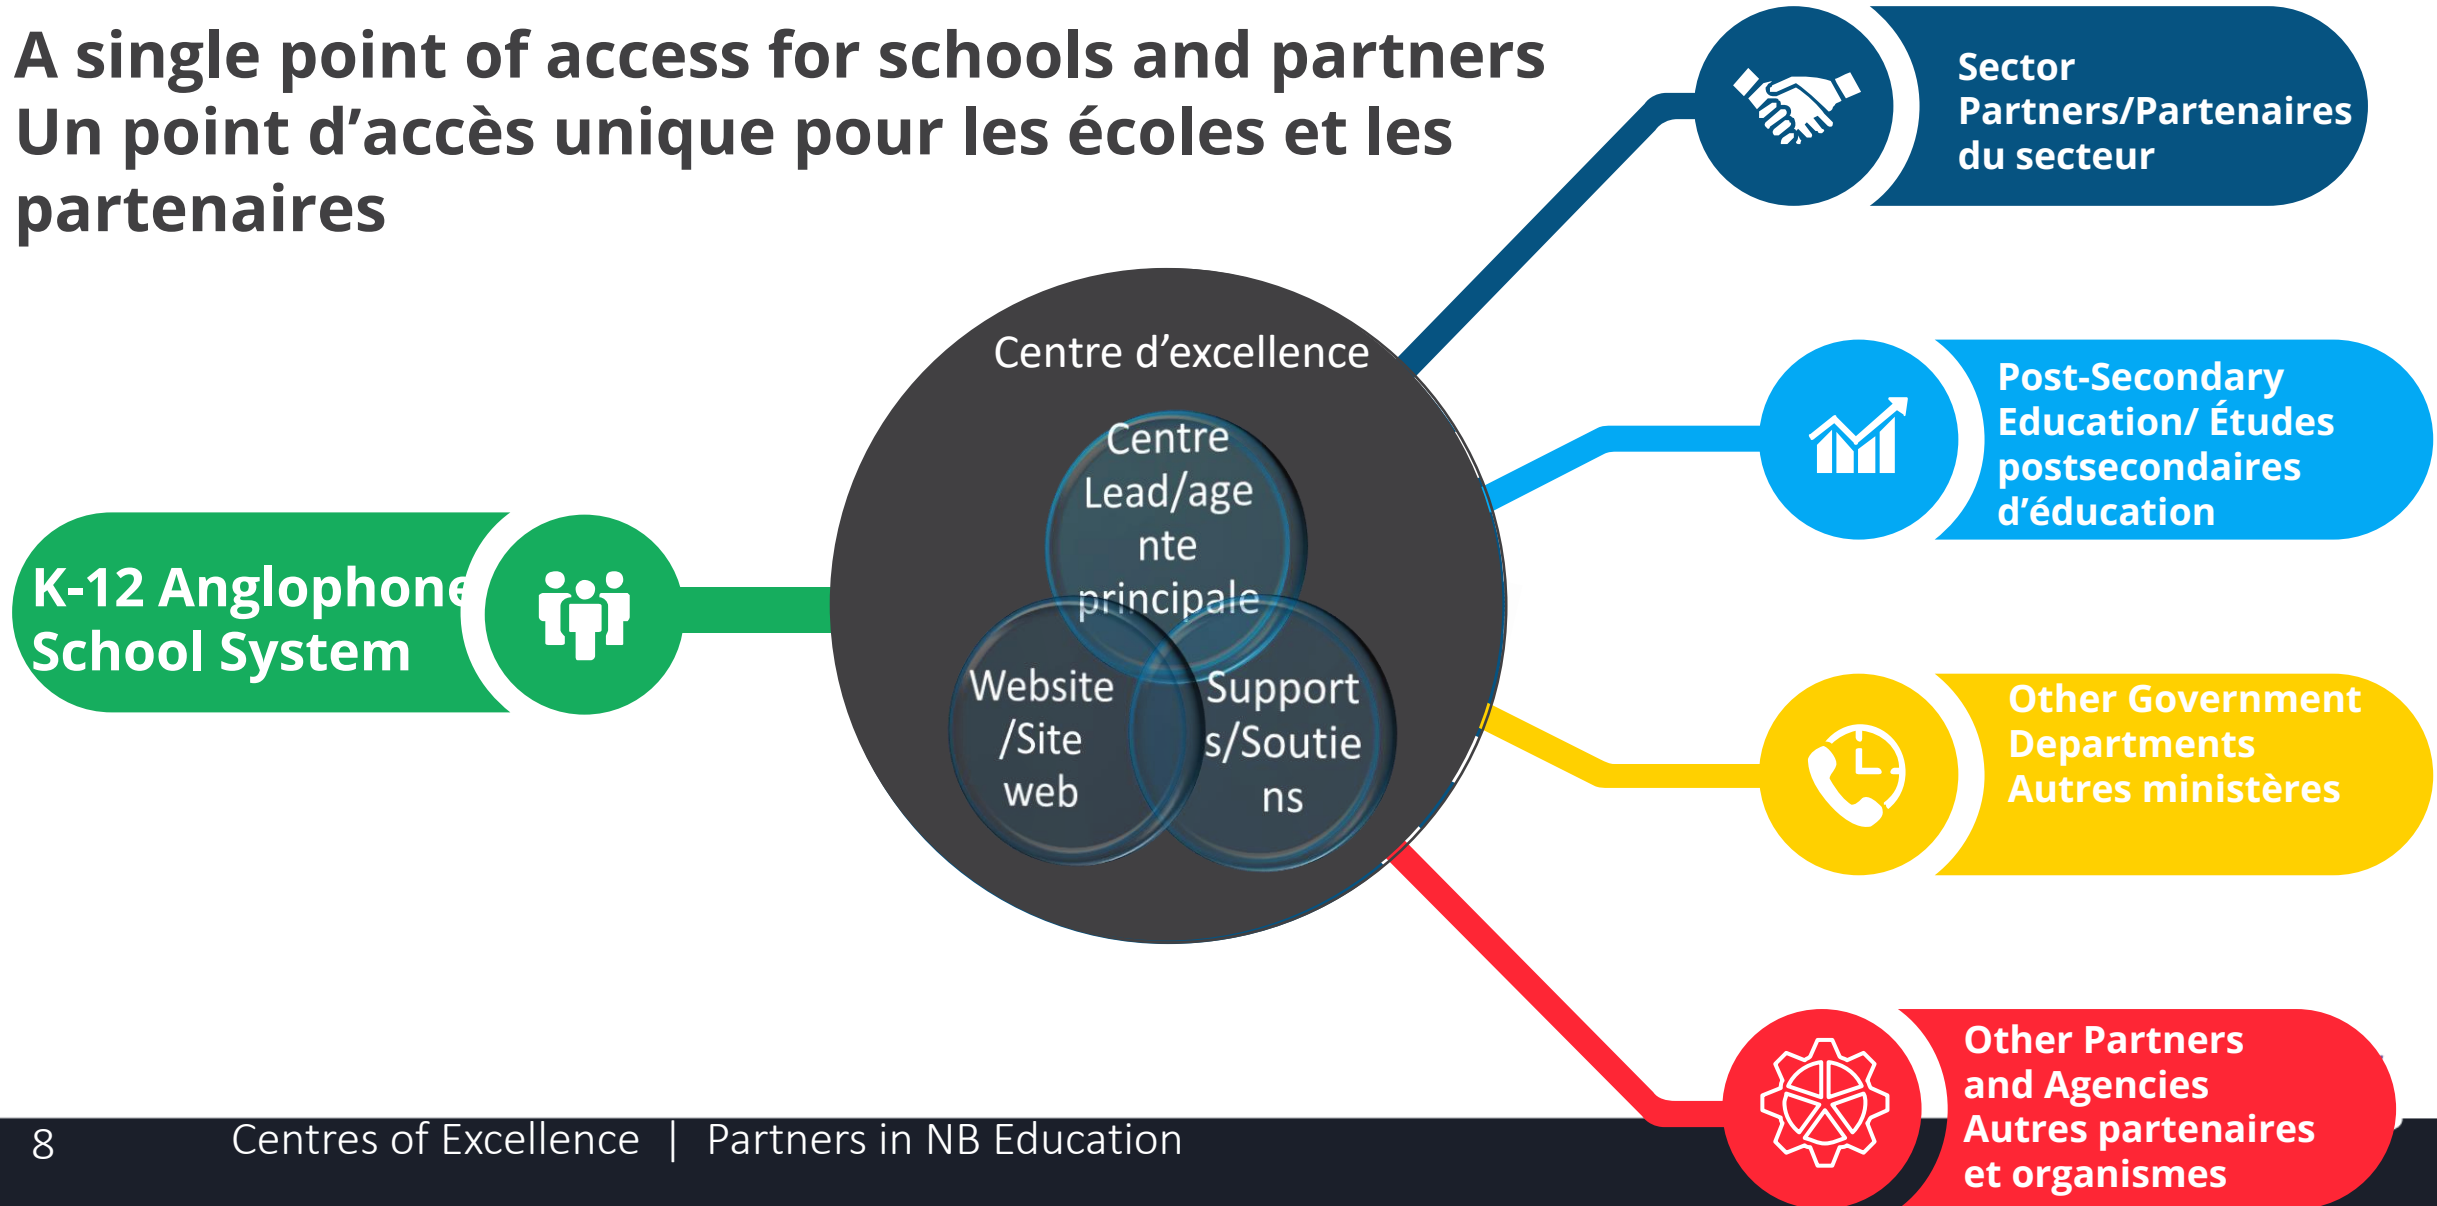 A single point of access for schools and partners
Un point d’accès unique pour les écoles et les
partenaires
Sector
Partners/Partenaires
du secteur
Centre d’excellence
Centre
Lead/age
nte
principale
Website
/Site
web
Support
s/Soutie
ns
K-12 Anglophone
School System
Post-Secondary
Education/ Études
postsecondaires
d’éducation
Other Government
Departments
Autres ministères
Other Partners
and Agencies
Autres partenaires
et organismes
8
Centres of Excellence | Partners in NB Education